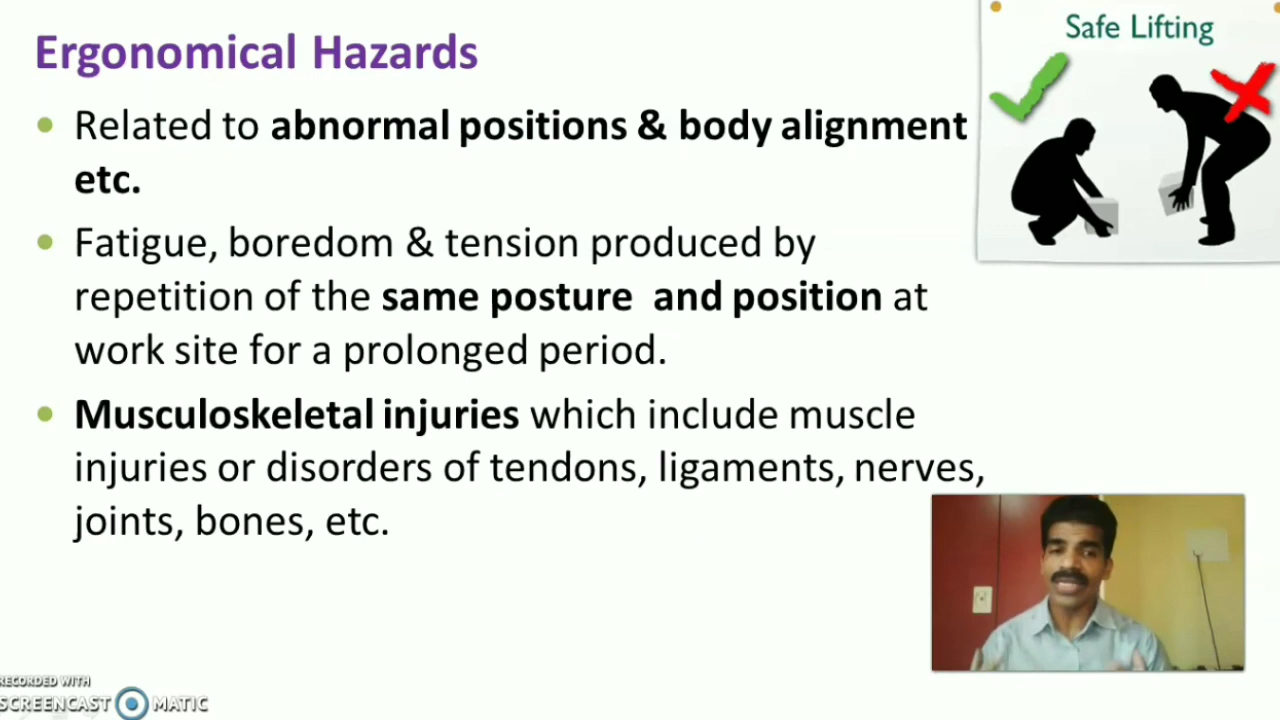 Ergonomical Hazards
Safe Lifting
Related to abnormal positions & body alignment
etc.
Fatigue, boredom & tension produced by
repetition of the same posture and position at
work site for a prolonged period.
Musculoskeletal injuries which include muscle
injuries or disorders of tendons, ligaments, nerves,
joints, bones, etc.
RECORDED WITH
SCREENCAST MATIC